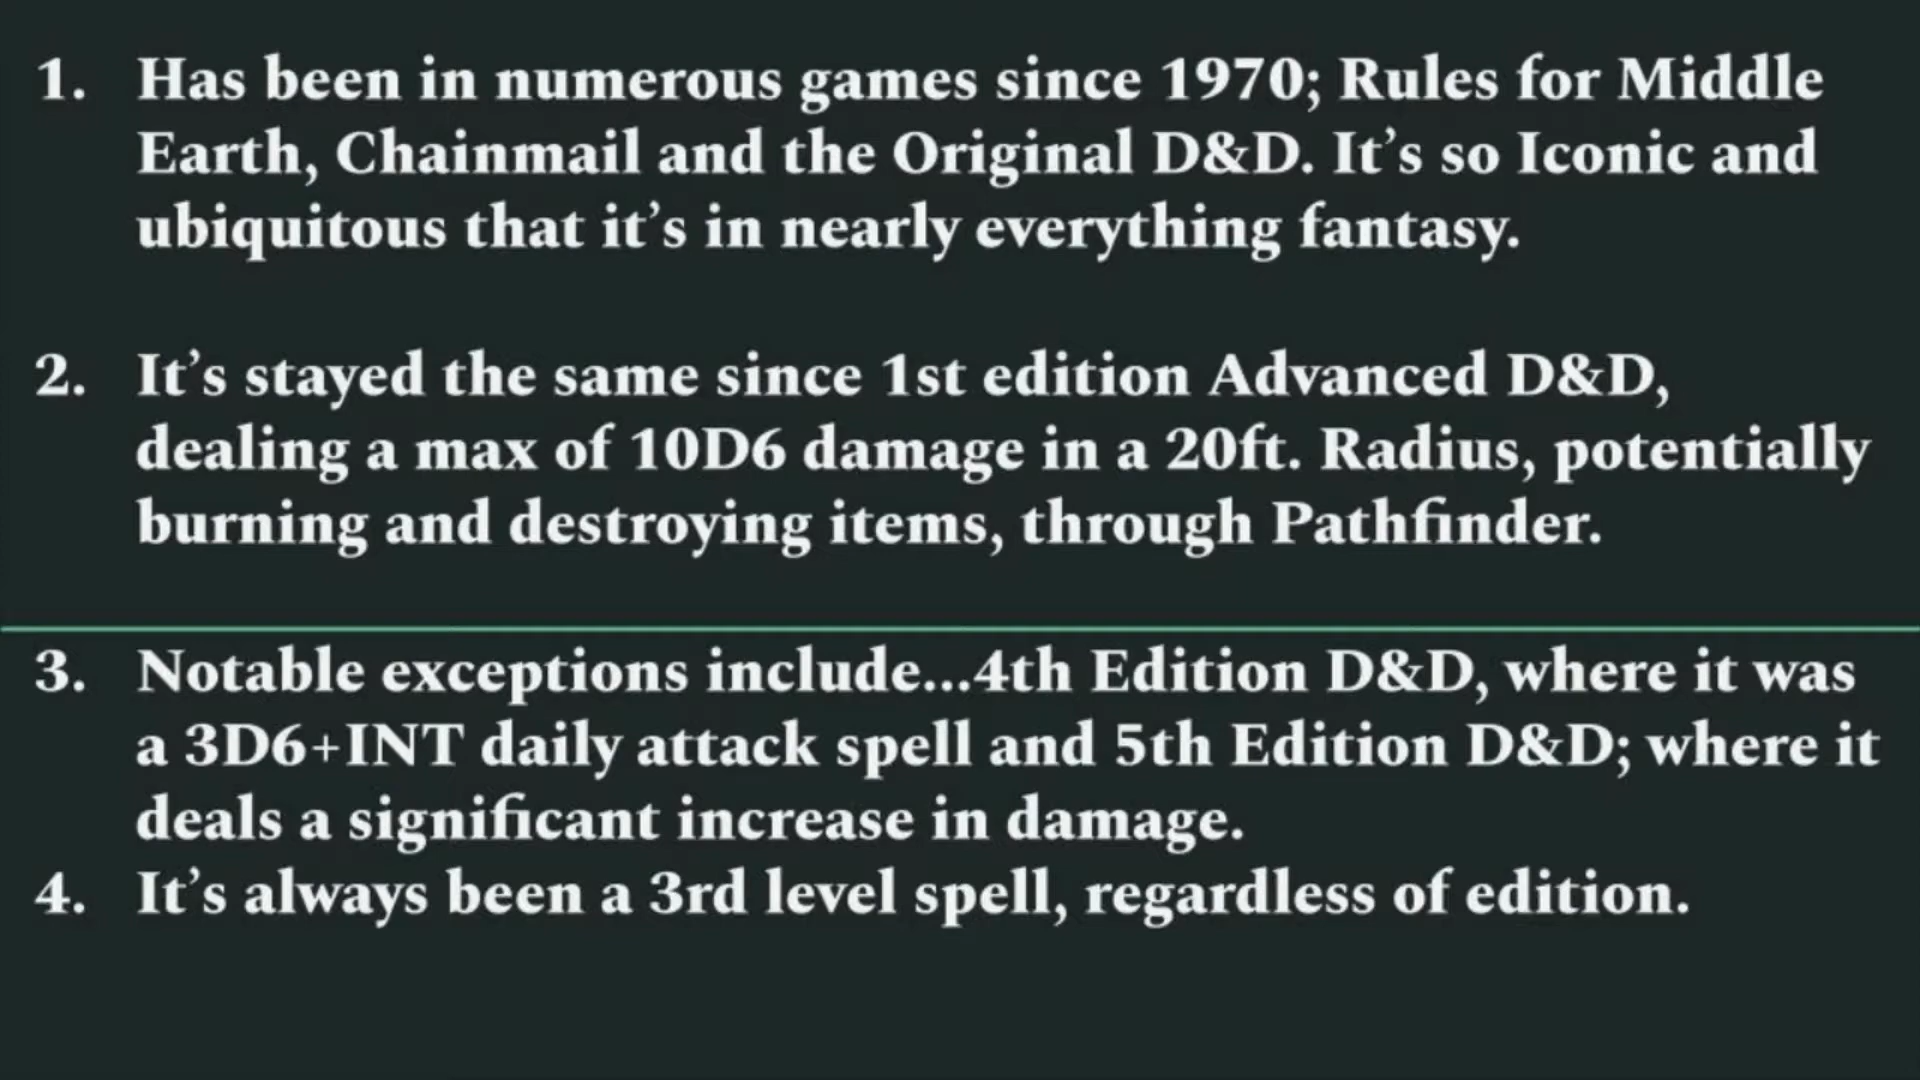 1. Has been in numerous games since 1970; Rules for Middle
Earth, Chainmail and the Original D&D. It’s so Iconic and
ubiquitous that it’s in nearly everything fantasy.
2. It’s stayed the same since 1st edition Advanced D&D,
dealing a max of 10D6 damage in a 20ft. Radius, potentially
burning and destroying items, through Pathfinder.
3. Notable exceptions include...4th Edition D&D, where it was
a 3D6+INT daily attack spell and 5th Edition D&D; where it
deals a significant increase in damage.
4. It’s always been a 3rd level spell, regardless of edition.